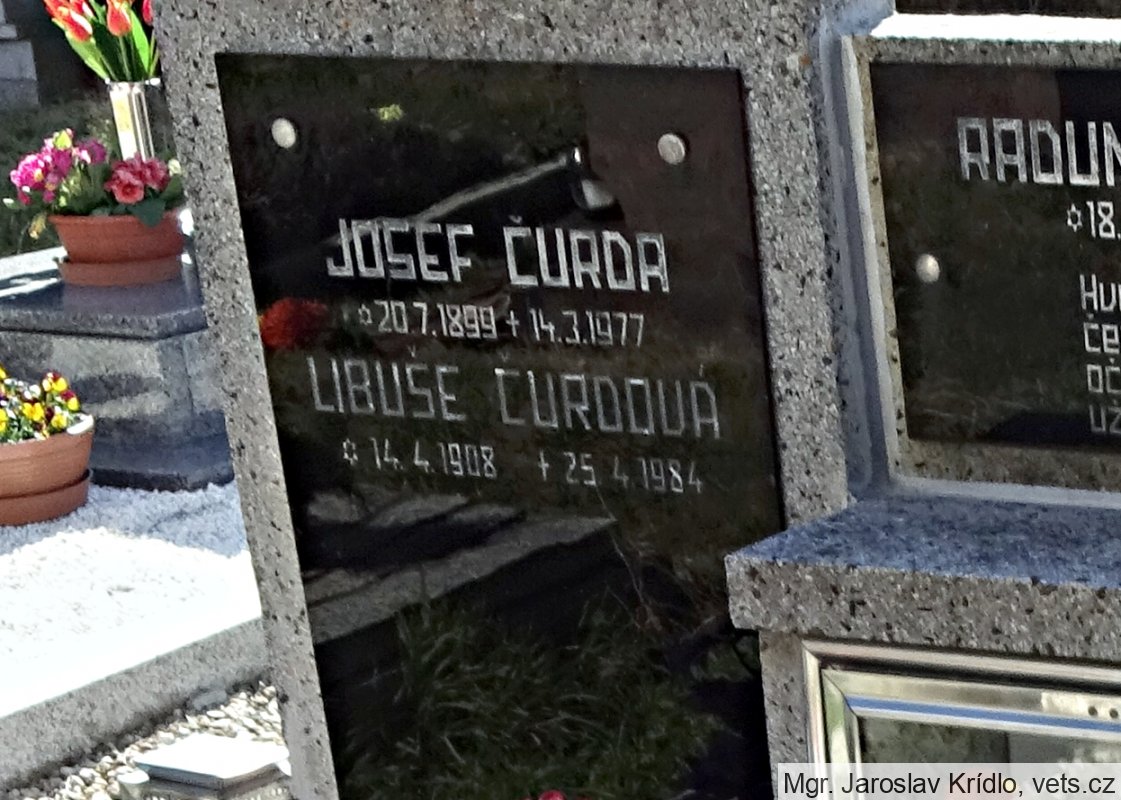 JOSEF ČURDA
✡20.7.1899 + 14.3.1977
LIBUŠE ČURDOVÁ
✡ 14. 4.1908 + 25.4.1984
RADUN
✡18.
Mgr. Jaroslav Krídlo, vets.cz